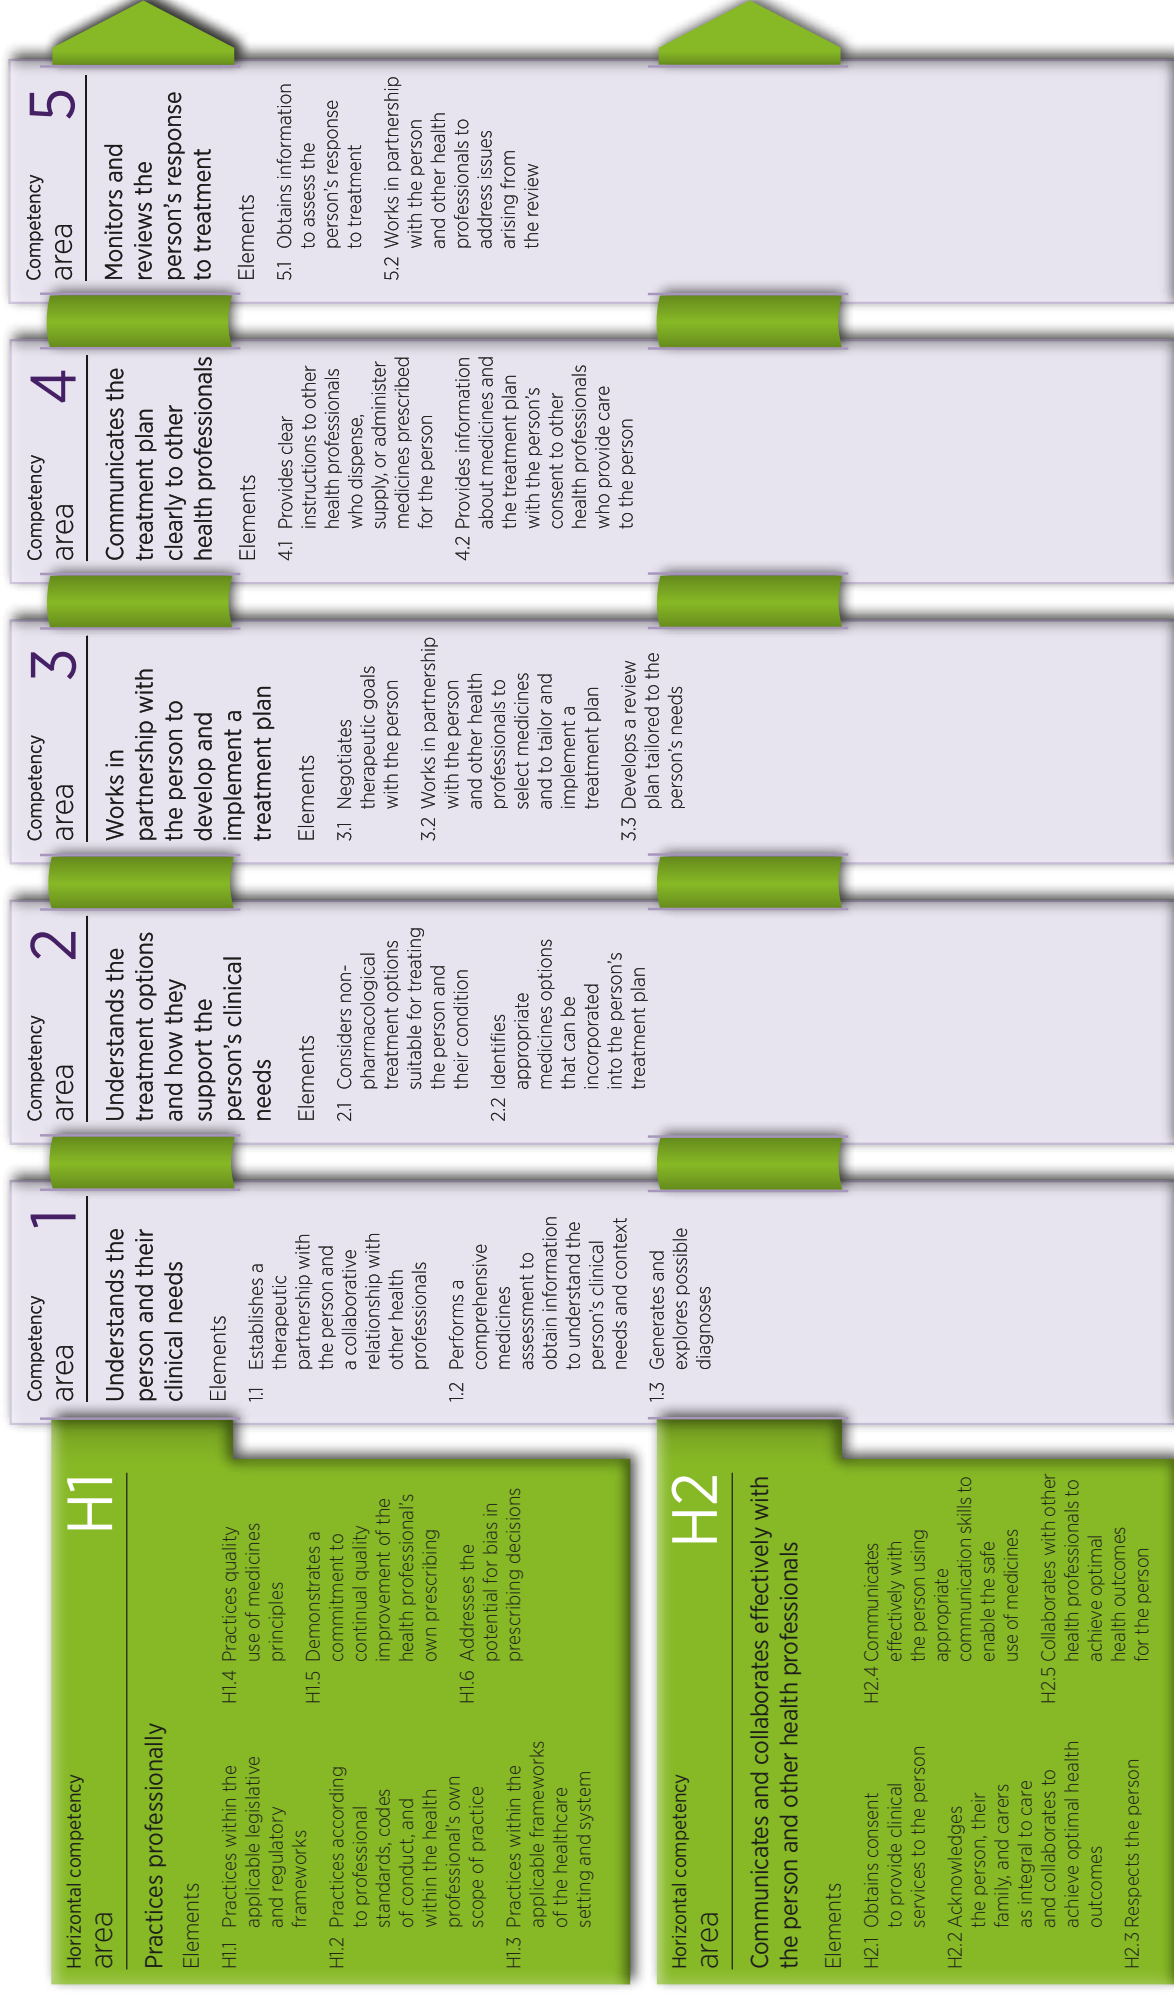 Horizontal competency
area H1
Practices professionally
Elements
H1.1 Practices within the
applicable legislative
and regulatory
frameworks
H1.2 Practices according
to professional
standards, codes
of conduct, and
within the health
professional’s own
scope of practice
H1.3 Practices within the
applicable frameworks
of the healthcare
setting and system
H1.4 Practices quality
use of medicines
principles
H1.5 Demonstrates a
commitment to
continual quality
improvement of the
health professional’s
own prescribing
H1.6 Addresses the
potential for bias in
prescribing decisions
Horizontal competency
area H2
Communicates and collaborates effectively with
the person and other health professionals
Elements
H2.1 Obtains consent
to provide clinical
services to the person
H2.2 Acknowledges
the person, their
family, and carers
as integral to care
and collaborates to
achieve optimal health
outcomes
H2.3 Respects the person
H2.4 Communicates
effectively with
the person using
appropriate
communication skills to
enable the safe
use of medicines
H2.5 Collaborates with other
health professionals to
achieve optimal
health outcomes
for the person
Competency
area 1
Understands the
person and their
clinical needs
Elements
1.1 Establishes a
therapeutic
partnership with
the person and
a collaborative
relationship with
other health
professionals
1.2 Performs a
comprehensive
medicines
assessment to
obtain information
to understand the
person’s clinical
needs and context
1.3 Generates and
explores possible
diagnoses
Competency
area 2
Understands the
treatment options
and how they
support the
person’s clinical
needs
Elements
2.1 Considers non-
pharmacological
treatment options
suitable for treating
the person and
their condition
2.2 Identifies
appropriate
medicines options
that can be
incorporated
into the person’s
treatment plan
Competency
area 3
Works in
partnership with
the person to
develop and
implement a
treatment plan
Elements
3.1 Negotiates
therapeutic goals
with the person
3.2 Works in partnership
with the person
and other health
professionals to
select medicines
and to tailor and
implement a
treatment plan
3.3 Develops a review
plan tailored to the
person’s needs
Competency
area 4
Communicates the
treatment plan
clearly to other
health professionals
Elements
4.1 Provides clear
instructions to other
health professionals
who dispense,
supply, or administer
medicines prescribed
for the person
4.2 Provides information
about medicines and
the treatment plan
with the person’s
consent to other
health professionals
who provide care
to the person
Competency
area 5
Monitors and
reviews the
person’s response
to treatment
Elements
5.1 Obtains information
to assess the
person’s response
to treatment
5.2 Works in partnership
with the person
and other health
professionals to
address issues
arising from
the review